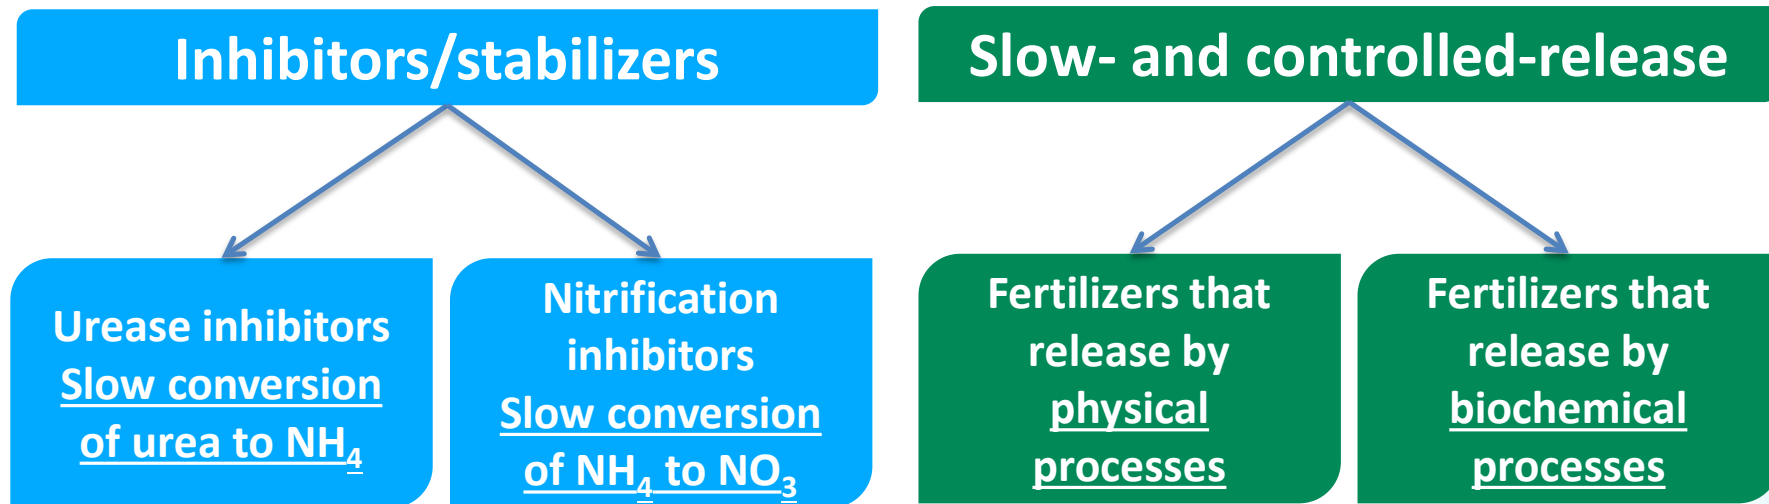 Inhibitors/stabilizers
Slow- and controlled-release
Urease inhibitors
Slow conversion
of urea to NH₄
Nitrification
inhibitors
Slow conversion
of NH₄ to NO₃
Fertilizers that
release by
physical
processes
Fertilizers that
release by
biochemical
processes